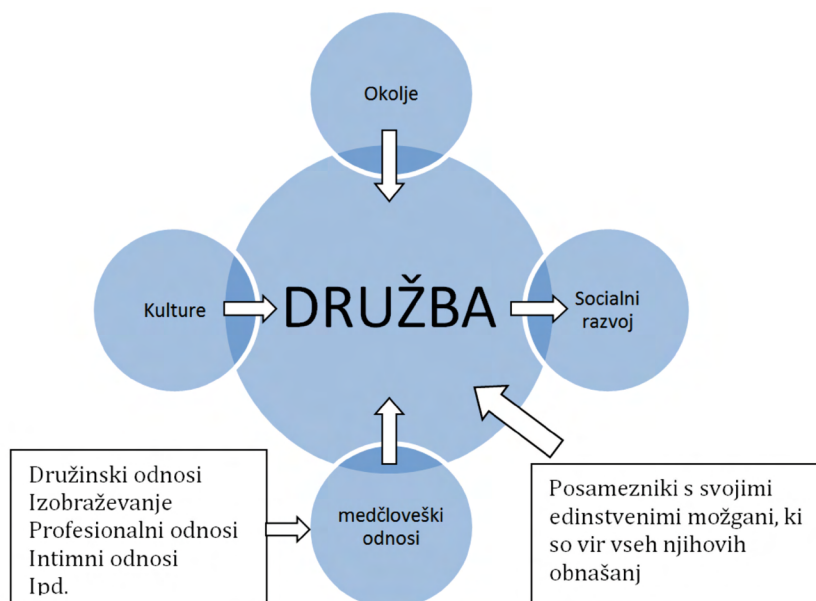 Okolje
Kulture
DRUŽBA
Socialni
razvoj
Družinski odnosi
Izobraževanje
Profesionalni odnosi
Intimni odnosi
Ipd.
medčloveški
odnosi
Posamezniki s svojimi
edinstvenimi možgani, ki
so vir vseh njihovih
obnašanj